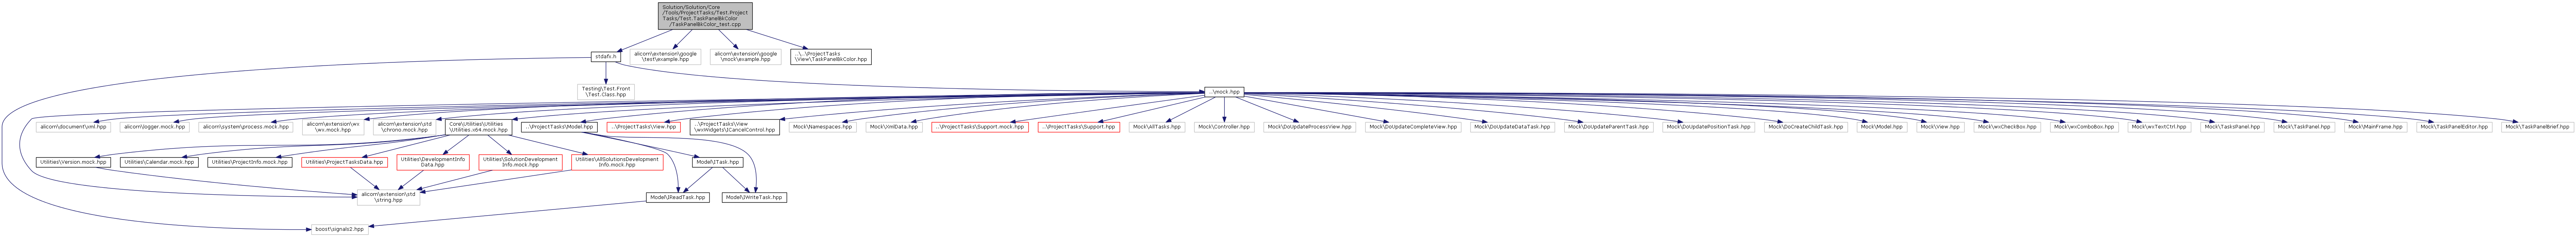 Solution/Solution/Core
/Tools/ProjectTasks/Test.Project
Tasks/Test.TaskPanelBkColor
/TaskPanelBkColor_test.cpp
stdafx.h
alicorn\extension\google
\test\example.hpp
alicorn\extension\google
\mock\example.hpp
..\..\ProjectTasks
\View\TaskPanelBkColor.hpp
Testing\Test.Front
\Test.Class.hpp
..\mock.hpp
alicorn\document\xml.hpp
alicorn\logger.mock.hpp
alicorn\system\process.mock.hpp
alicorn\extension\wx
\wx.mock.hpp
alicorn\extension\std
\chrono.mock.hpp
Core\Utilities\Utilities
\Utilities.x64.mock.hpp
..\ProjectTasks\Model.hpp
..\ProjectTasks\View.hpp
..\ProjectTasks\View
\wxWidgets\ICancelControl.hpp
Mock\Namespaces.hpp
Mock\XmlData.hpp
..\ProjectTasks\Support.mock.hpp
..\ProjectTasks\Support.hpp
Mock\AllTasks.hpp
Mock\Controller.hpp
Mock\DoUpdateProcessView.hpp
Mock\DoUpdateCompleteView.hpp
Mock\DoUpdateDataTask.hpp
Mock\DoUpdateParentTask.hpp
Mock\DoUpdatePositionTask.hpp
Mock\DoCreateChildTask.hpp
Mock\Model.hpp
Mock\View.hpp
Mock\wxCheckBox.hpp
Mock\wxComboBox.hpp
Mock\wxTextCtrl.hpp
Mock\TasksPanel.hpp
Mock\TaskPanel.hpp
Mock\MainFrame.hpp
Mock\TaskPanelEditor.hpp
Mock\TaskPanelBrief.hpp
Utilities\Version.mock.hpp
Utilities\Calendar.mock.hpp
Utilities\ProjectInfo.mock.hpp
Utilities\ProjectTasksData.hpp
Utilities\DevelopmentInfo
Data.hpp
Utilities\SolutionDevelopment
Info.mock.hpp
Utilities\AllSolutionsDevelopment
Info.mock.hpp
Model\ITask.hpp
alicorn\extension\std
\string.hpp
Model\IReadTask.hpp
Model\IWriteTask.hpp
boost\signals2.hpp